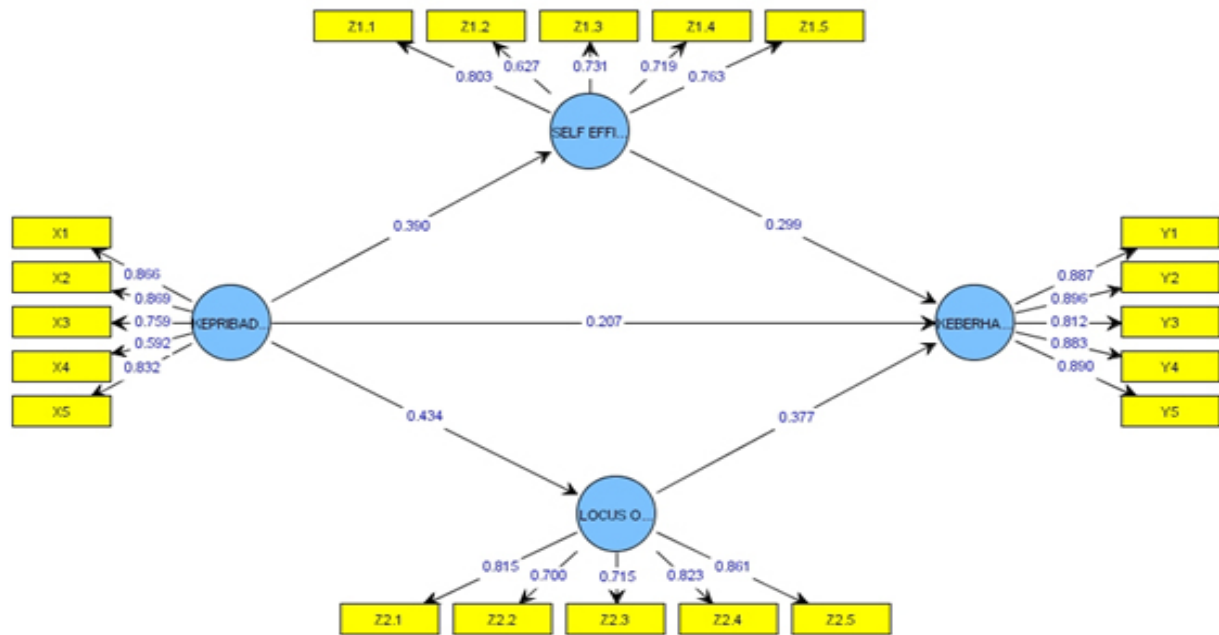 Z1.1 Z1.2 Z1.3 Z1.4 Z1.5
0.803 0.627 0.731 0.719 0.763
SELF EFFI...
0.390 0.299
X1
X2
X3
X4
X5
0.866
0.869
0.759
0.592
0.832
KEPRIBAD...
0.207
KEBERHA...
0.887
0.896
0.812
0.883
0.890
Y1
Y2
Y3
Y4
Y5
0.434 0.377
LOCUS O...
0.815 0.700 0.715 0.823 0.861
Z2.1 Z2.2 Z2.3 Z2.4 Z2.5